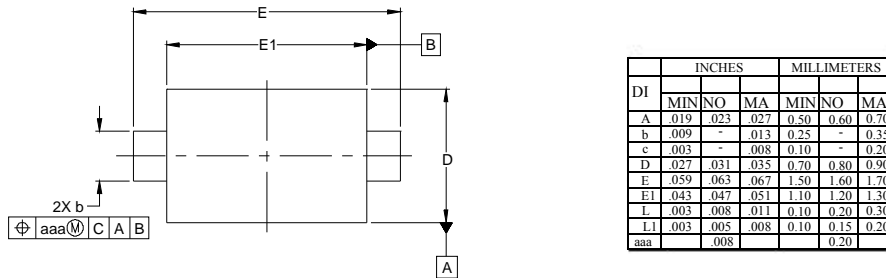 E
E1
B
D
2X b
⌖ aaa Ⓜ C A B
A
INCHES MILLIMETERS
DI
MIN NO MA MIN NO MA
A .019 .023 .027 0.50 0.60 0.70
b .009 - .013 0.25 - 0.35
c .003 - .008 0.10 - 0.20
D .027 .031 .035 0.70 0.80 0.90
E .059 .063 .067 1.50 1.60 1.70
E1 .043 .047 .051 1.10 1.20 1.30
L .003 .008 .011 0.10 0.20 0.30
L1 .003 .005 .008 0.10 0.15 0.20
aaa .008 0.20